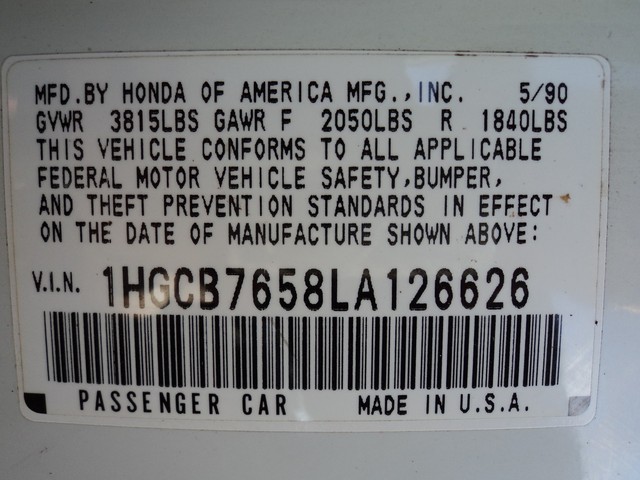 MFD.BY HONDA OF AMERICA MFG.,INC. 5/90
GVWR 3815LBS GAWR F 2050LBS R 1840LBS
THIS VEHICLE CONFORMS TO ALL APPLICABLE
FEDERAL MOTOR VEHICLE SAFETY,BUMPER,
AND THEFT PREVENTION STANDARDS IN EFFECT
ON THE DATE OF MANUFACTURE SHOWN ABOVE:
V.I.N. 1HGCB7658LA126626
PASSENGER CAR MADE IN U.S.A.